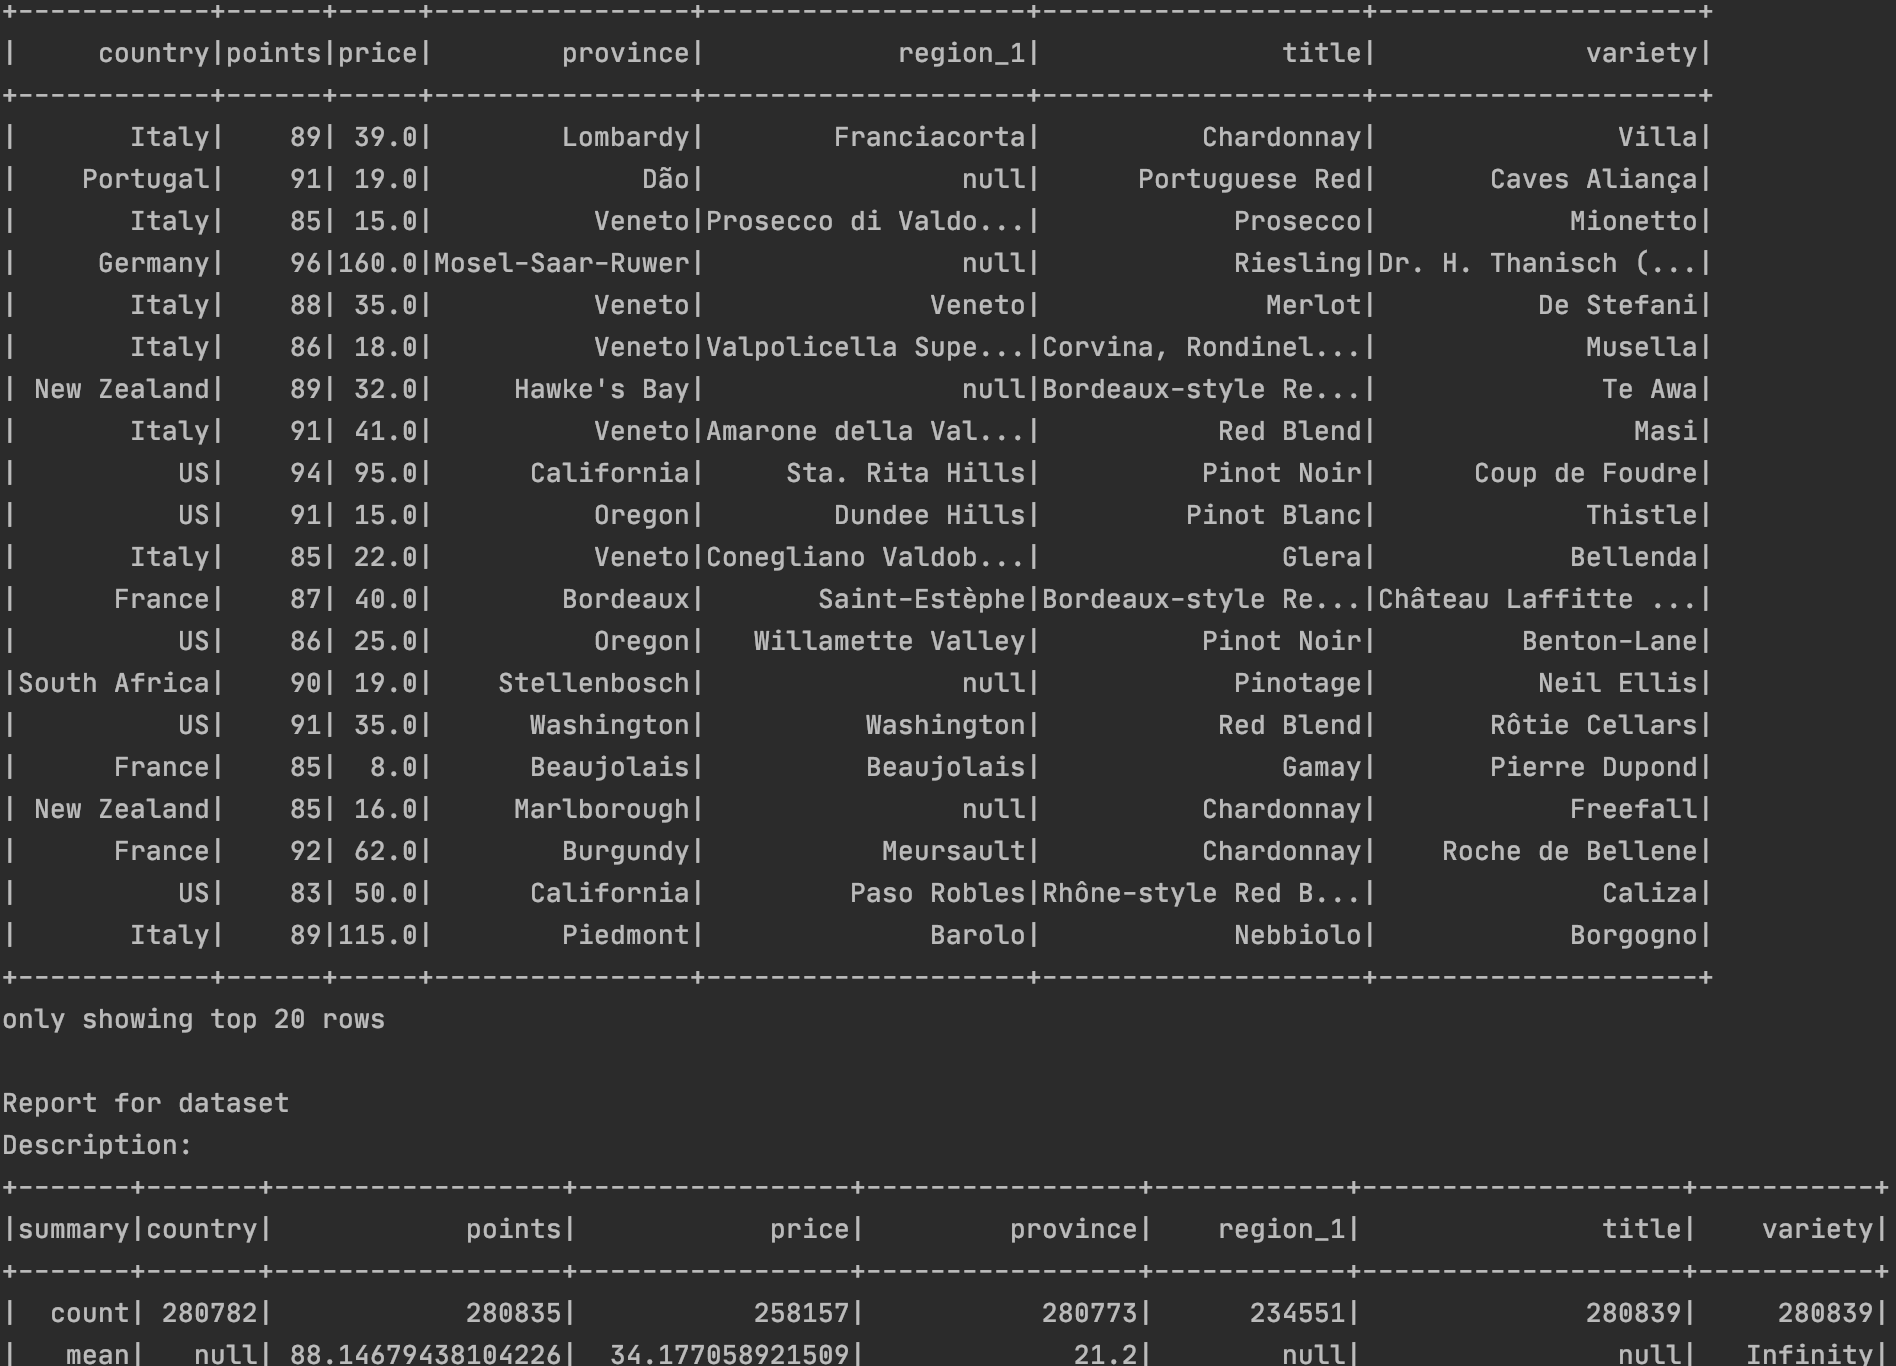 +------------+------+-----+----------------+--------------------+--------------------+--------------------+
|     country|points|price|        province|            region_1|               title|             variety|
+------------+------+-----+----------------+--------------------+--------------------+--------------------+
|       Italy|    89| 39.0|        Lombardy|        Franciacorta|          Chardonnay|               Villa|
|    Portugal|    91| 19.0|             Dão|                null|      Portuguese Red|       Caves Aliança|
|       Italy|    85| 15.0|          Veneto|Prosecco di Valdo...|            Prosecco|            Mionetto|
|     Germany|    96|160.0|Mosel-Saar-Ruwer|                null|            Riesling|Dr. H. Thanisch (...|
|       Italy|    88| 35.0|          Veneto|              Veneto|              Merlot|          De Stefani|
|       Italy|    86| 18.0|          Veneto|Valpolicella Supe...|Corvina, Rondinel...|             Musella|
| New Zealand|    89| 32.0|     Hawke's Bay|                null|Bordeaux-style Re...|              Te Awa|
|       Italy|    91| 41.0|          Veneto|Amarone della Val...|           Red Blend|                Masi|
|          US|    94| 95.0|      California|     Sta. Rita Hills|          Pinot Noir|      Coup de Foudre|
|          US|    91| 15.0|          Oregon|        Dundee Hills|         Pinot Blanc|             Thistle|
|       Italy|    85| 22.0|          Veneto|Conegliano Valdob...|               Glera|            Bellenda|
|      France|    87| 40.0|        Bordeaux|       Saint-Estèphe|Bordeaux-style Re...|Château Laffitte ...|
|          US|    86| 25.0|          Oregon|   Willamette Valley|          Pinot Noir|         Benton-Lane|
|South Africa|    90| 19.0|    Stellenbosch|                null|            Pinotage|          Neil Ellis|
|          US|    91| 35.0|      Washington|          Washington|           Red Blend|       Rôtie Cellars|
|      France|    85|  8.0|      Beaujolais|          Beaujolais|               Gamay|       Pierre Dupond|
| New Zealand|    85| 16.0|     Marlborough|                null|          Chardonnay|            Freefall|
|      France|    92| 62.0|        Burgundy|           Meursault|          Chardonnay|    Roche de Bellene|
|          US|    83| 50.0|      California|         Paso Robles|Rhône-style Red B...|              Caliza|
|       Italy|    89|115.0|        Piedmont|              Barolo|            Nebbiolo|            Borgogno|
+------------+------+-----+----------------+--------------------+--------------------+--------------------+
only showing top 20 rows

Report for dataset
Description:
+-------+-------+------------------+-----------------+-----------------+------------+--------------------+-----------+
|summary|country|            points|            price|         province|    region_1|               title|    variety|
+-------+-------+------------------+-----------------+-----------------+------------+--------------------+-----------+
|  count| 280782|            280835|           258157|           280773|      234551|              280839|     280839|
|   mean|   null| 88.14679438104226|  34.177058921509|             21.2|        null|                null|   Infinity|